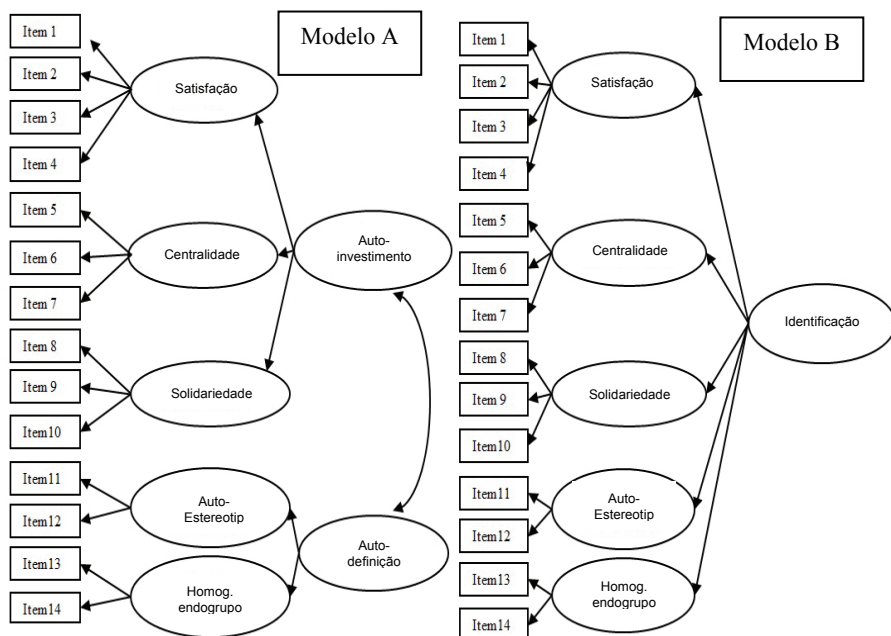 Modelo A
Item 1
Item 2
Item 3
Item 4
Item 5
Item 6
Item 7
Item 8
Item 9
Item10
Item11
Item12
Item13
Item14
Satisfação
Centralidade
Solidariedade
Auto-
Estereotip
Homog.
endogrupo
Auto-
investimento
Auto-
definição
Modelo B
Item 1
Item 2
Item 3
Item 4
Item 5
Item 6
Item 7
Item 8
Item 9
Item10
Item11
Item12
Item13
Item14
Satisfação
Centralidade
Solidariedade
Auto-
Estereotip
Homog.
endogrupo
Identificação